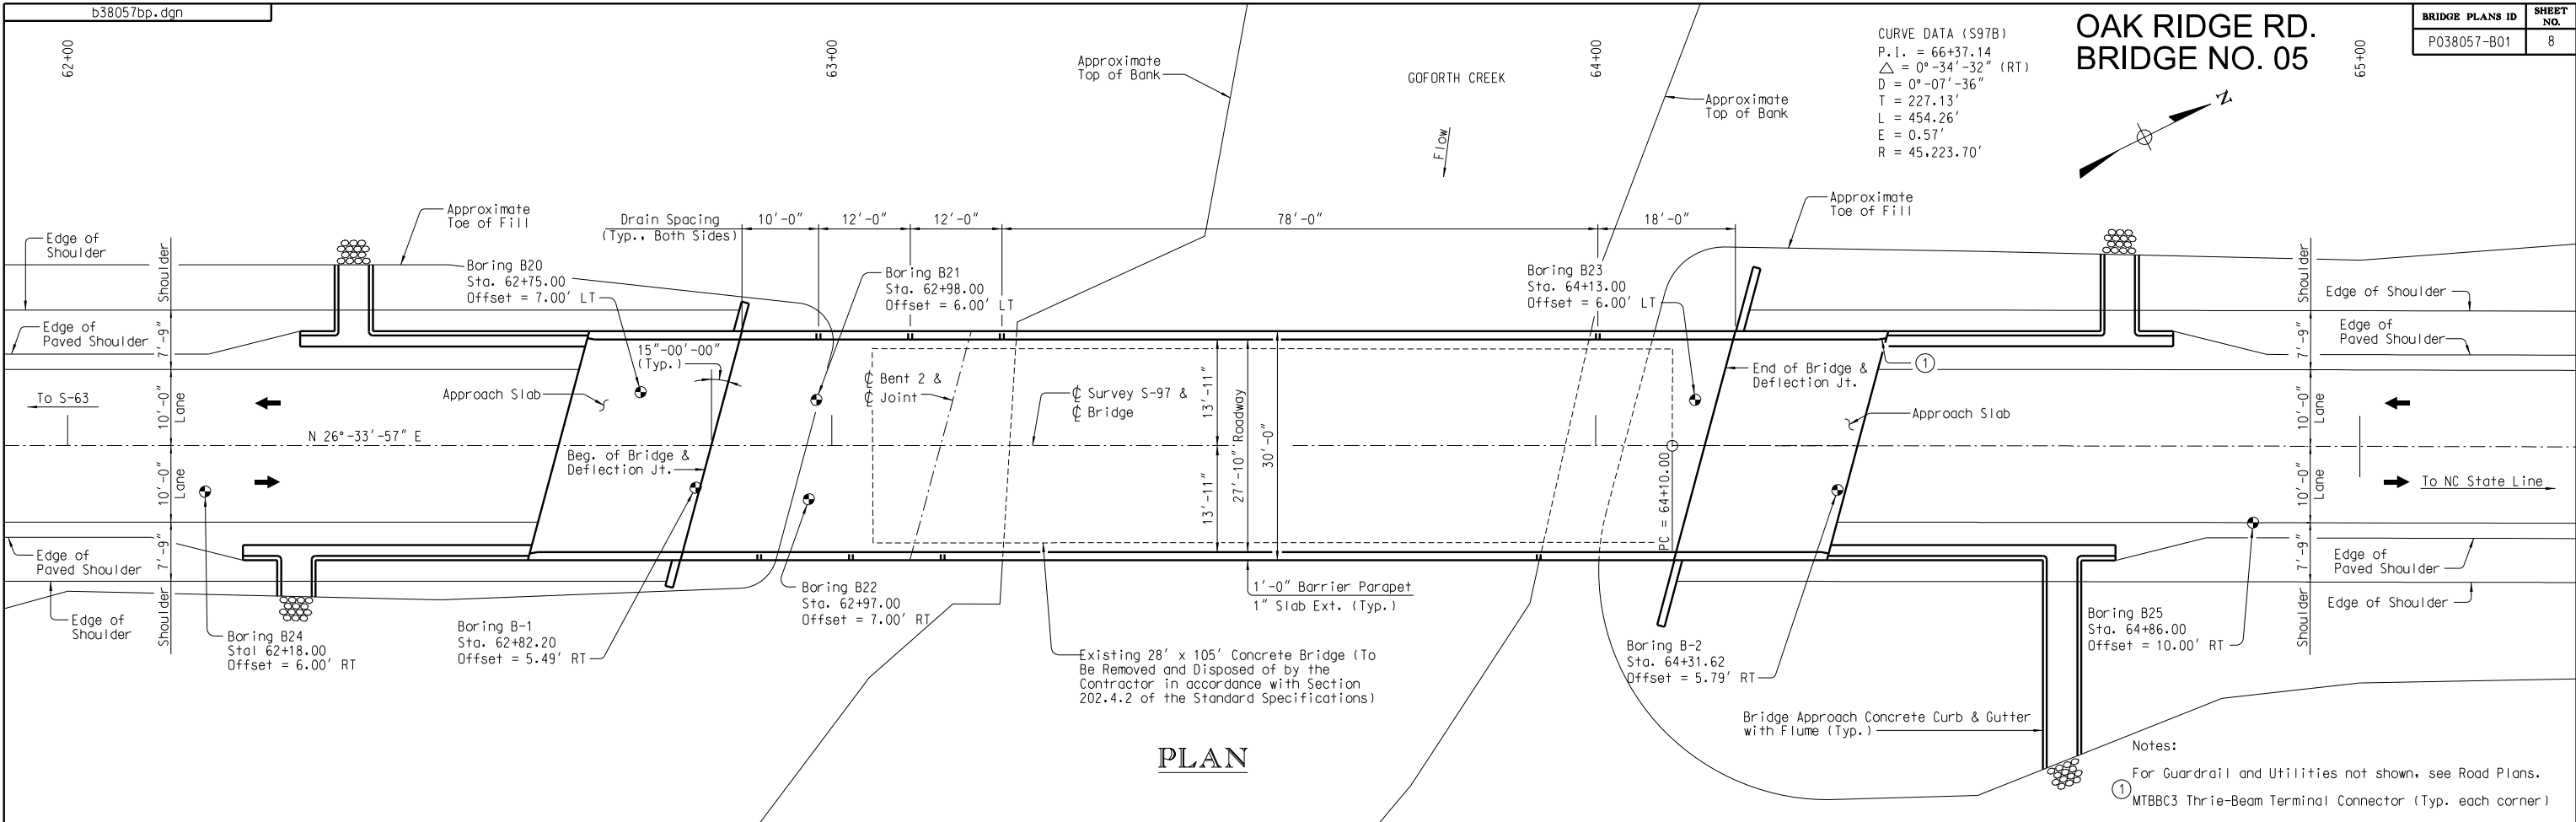 b38057bp.dgn
OAK RIDGE RD.
BRIDGE NO. 05
BRIDGE PLANS ID
SHEET
NO.
P038057-B01
8
62+00
63+00
64+00
65+00
Approximate
Top of Bank
GOFORTH CREEK
Flow
Approximate
Top of Bank
CURVE DATA (S97B)
P.I. = 66+37.14
△ = 0°-34'-32" (RT)
D = 0°-07'-36"
T = 227.13'
L = 454.26'
E = 0.57'
R = 45,223.70'
N
Approximate
Toe of Fill
Drain Spacing
(Typ., Both Sides)
10'-0"
12'-0"
12'-0"
78'-0"
18'-0"
Approximate
Toe of Fill
Edge of
Shoulder
Shoulder
Boring B20
Sta. 62+75.00
Offset = 7.00' LT
Boring B21
Sta. 62+98.00
Offset = 6.00' LT
Boring B23
Sta. 64+13.00
Offset = 6.00' LT
Shoulder
Edge of Shoulder
Edge of
Paved Shoulder
7'-9"
15"-00'-00"
(Typ.)
7'-9"
Edge of
Paved Shoulder
To S-63
10'-0"
Lane
Approach Slab
℄ Bent 2 &
℄ Joint
℄ Survey S-97 &
℄ Bridge
13'-11"
27'-10" Roadway
30'-0"
13'-11"
End of Bridge &
Deflection Jt.
1
Approach Slab
10'-0"
Lane
N 26°-33'-57" E
Beg. of Bridge &
Deflection Jt.
PC = 64+10.00
10'-0"
Lane
10'-0"
Lane
To NC State Line
Edge of
Paved Shoulder
7'-9"
7'-9"
Edge of
Paved Shoulder
Edge of
Shoulder
Shoulder
Boring B24
Stal 62+18.00
Offset = 6.00' RT
Boring B-1
Sta. 62+82.20
Offset = 5.49' RT
Boring B22
Sta. 62+97.00
Offset = 7.00' RT
1'-0" Barrier Parapet
1" Slab Ext. (Typ.)
Existing 28' x 105' Concrete Bridge (To
Be Removed and Disposed of by the
Contractor in accordance with Section
202.4.2 of the Standard Specifications)
Boring B-2
Sta. 64+31.62
Offset = 5.79' RT
Boring B25
Sta. 64+86.00
Offset = 10.00' RT
Shoulder
Edge of Shoulder
Bridge Approach Concrete Curb & Gutter
with Flume (Typ.)
PLAN
Notes:
For Guardrail and Utilities not shown, see Road Plans.
1 MTBBC3 Thrie-Beam Terminal Connector (Typ. each corner)